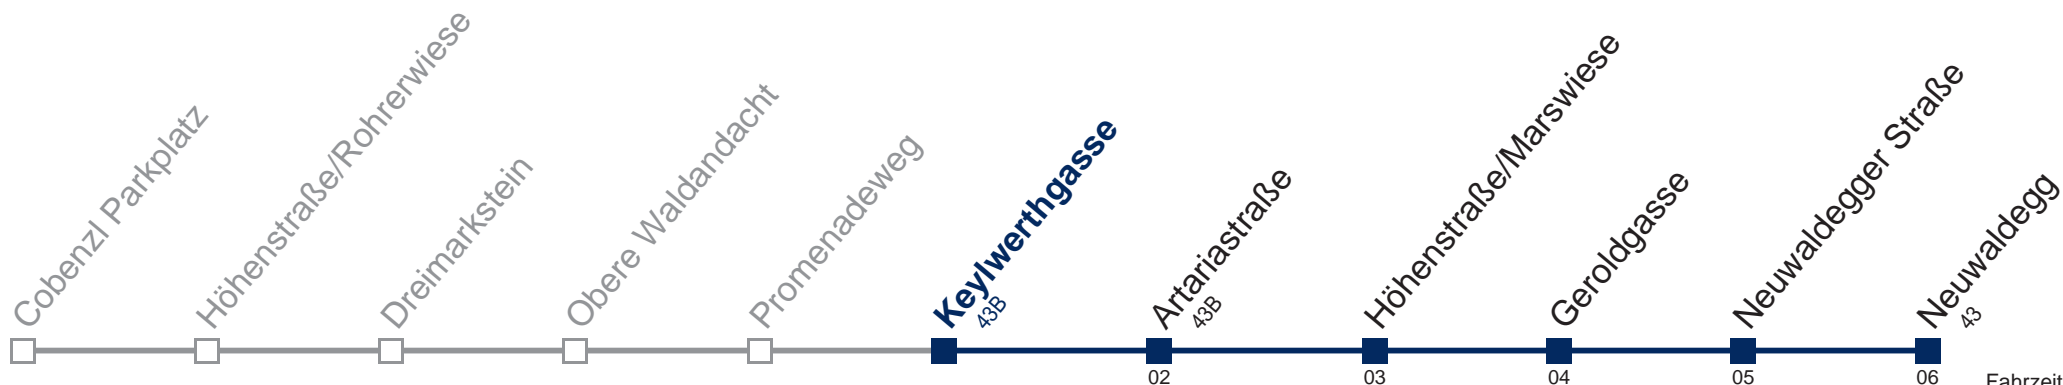 Cobenzl Parkplatz
Höhenstraße/Rohrerwiese
Dreimarkstein
Obere Waldandacht
Promenadeweg
Keylwerthgasse
43B
Artariastraße
43B
Höhenstraße/Marswiese
Geroldgasse
Neuwaldegger Straße
Neuwaldegg
43
02 03 04 05 06 Fahrzeit